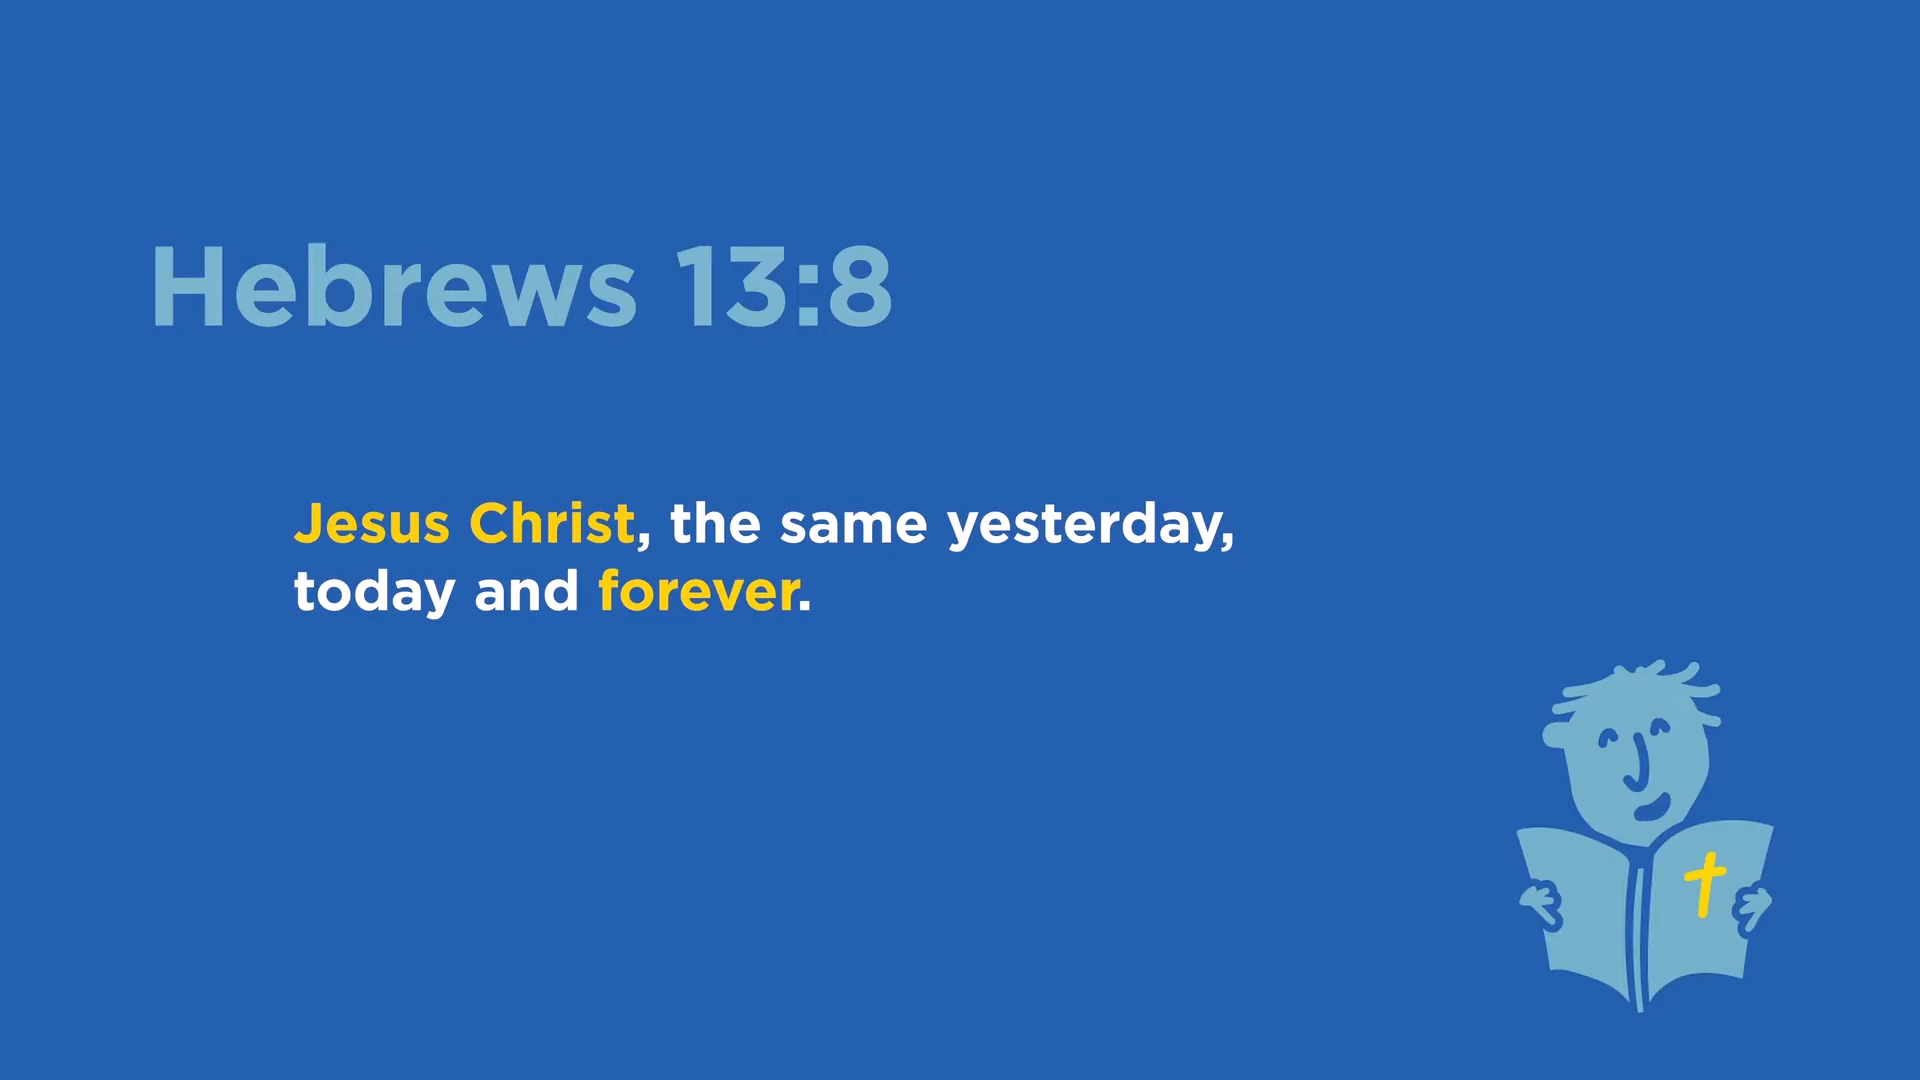 Hebrews 13:8
Jesus Christ, the same yesterday,
today and forever.